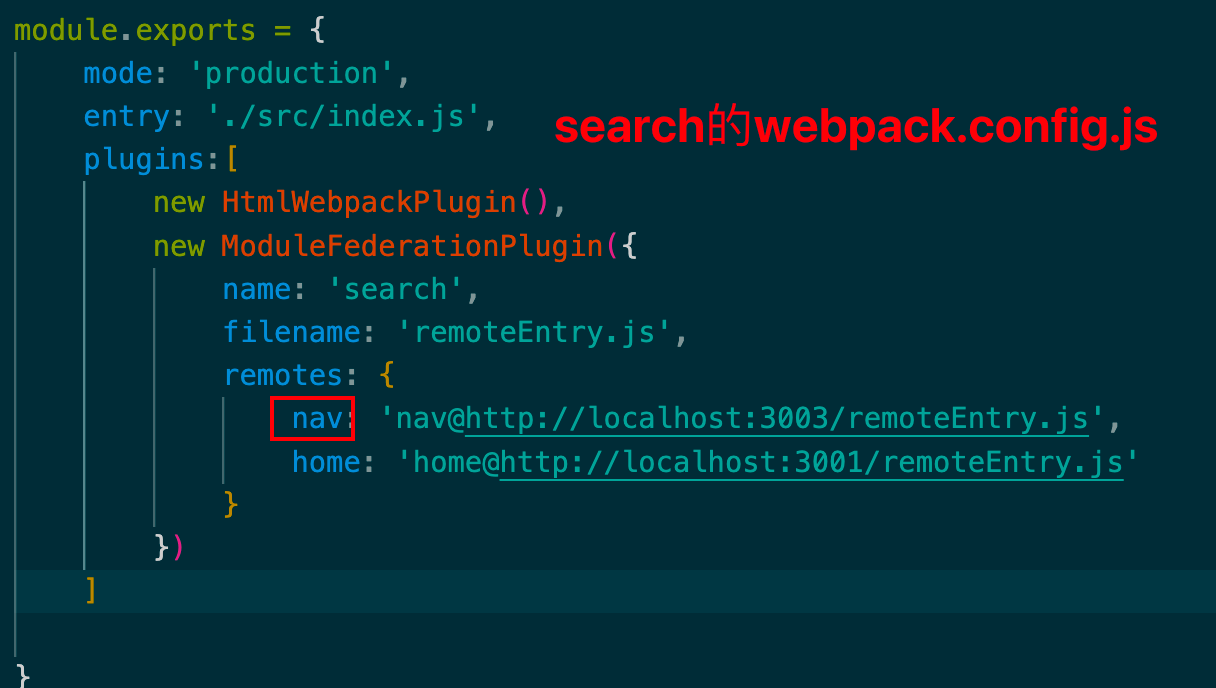 module.exports = {
mode: 'production',
entry: './src/index.js',
search的webpack.config.js
plugins:[
new HtmlWebpackPlugin(),
new ModuleFederationPlugin({
name: 'search',
filename: 'remoteEntry.js',
remotes: {
nav: 'nav@http://localhost:3003/remoteEntry.js',
home: 'home@http://localhost:3001/remoteEntry.js'
}
})
]
}